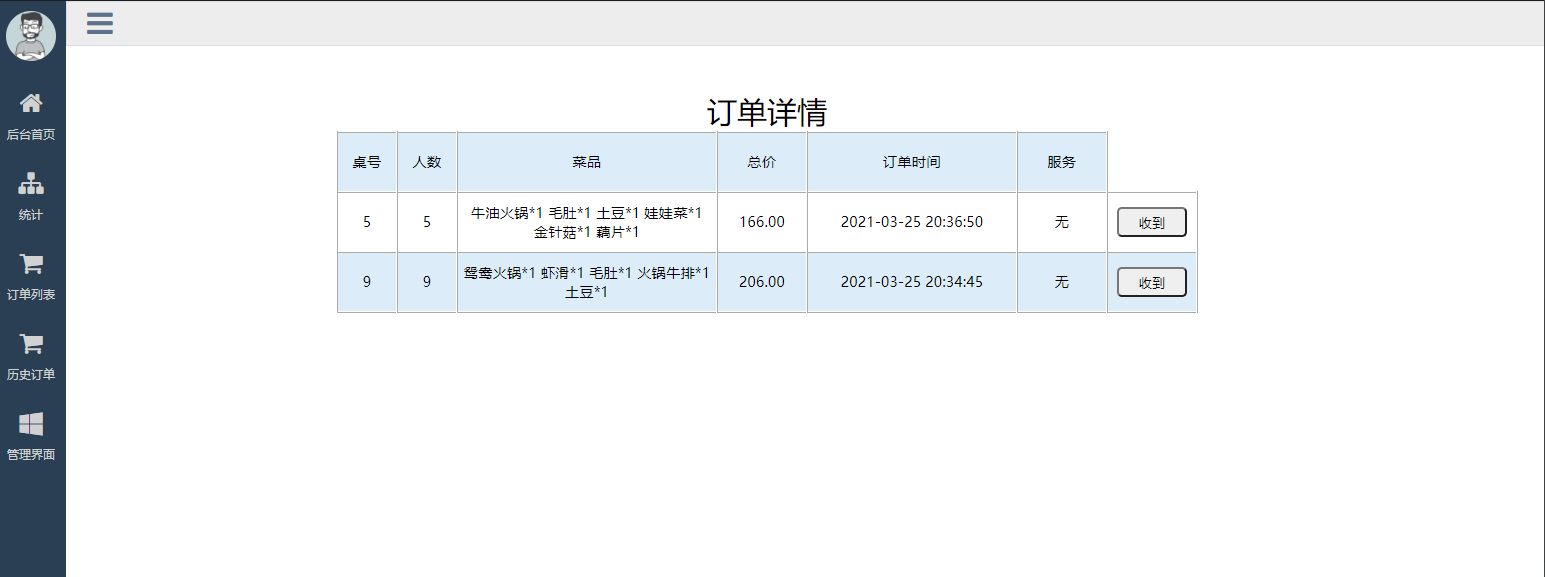 后台首页
统计
订单列表
历史订单
管理界面
订单详情
桌号 人数 菜品 总价 订单时间 服务
5 5 牛油火锅*1 毛肚*1 土豆*1 娃娃菜*1 166.00 2021-03-25 20:36:50 无 收到
金针菇*1 藕片*1
9 9 鸳鸯火锅*1 虾滑*1 毛肚*1 火锅牛排*1 206.00 2021-03-25 20:34:45 无 收到
土豆*1